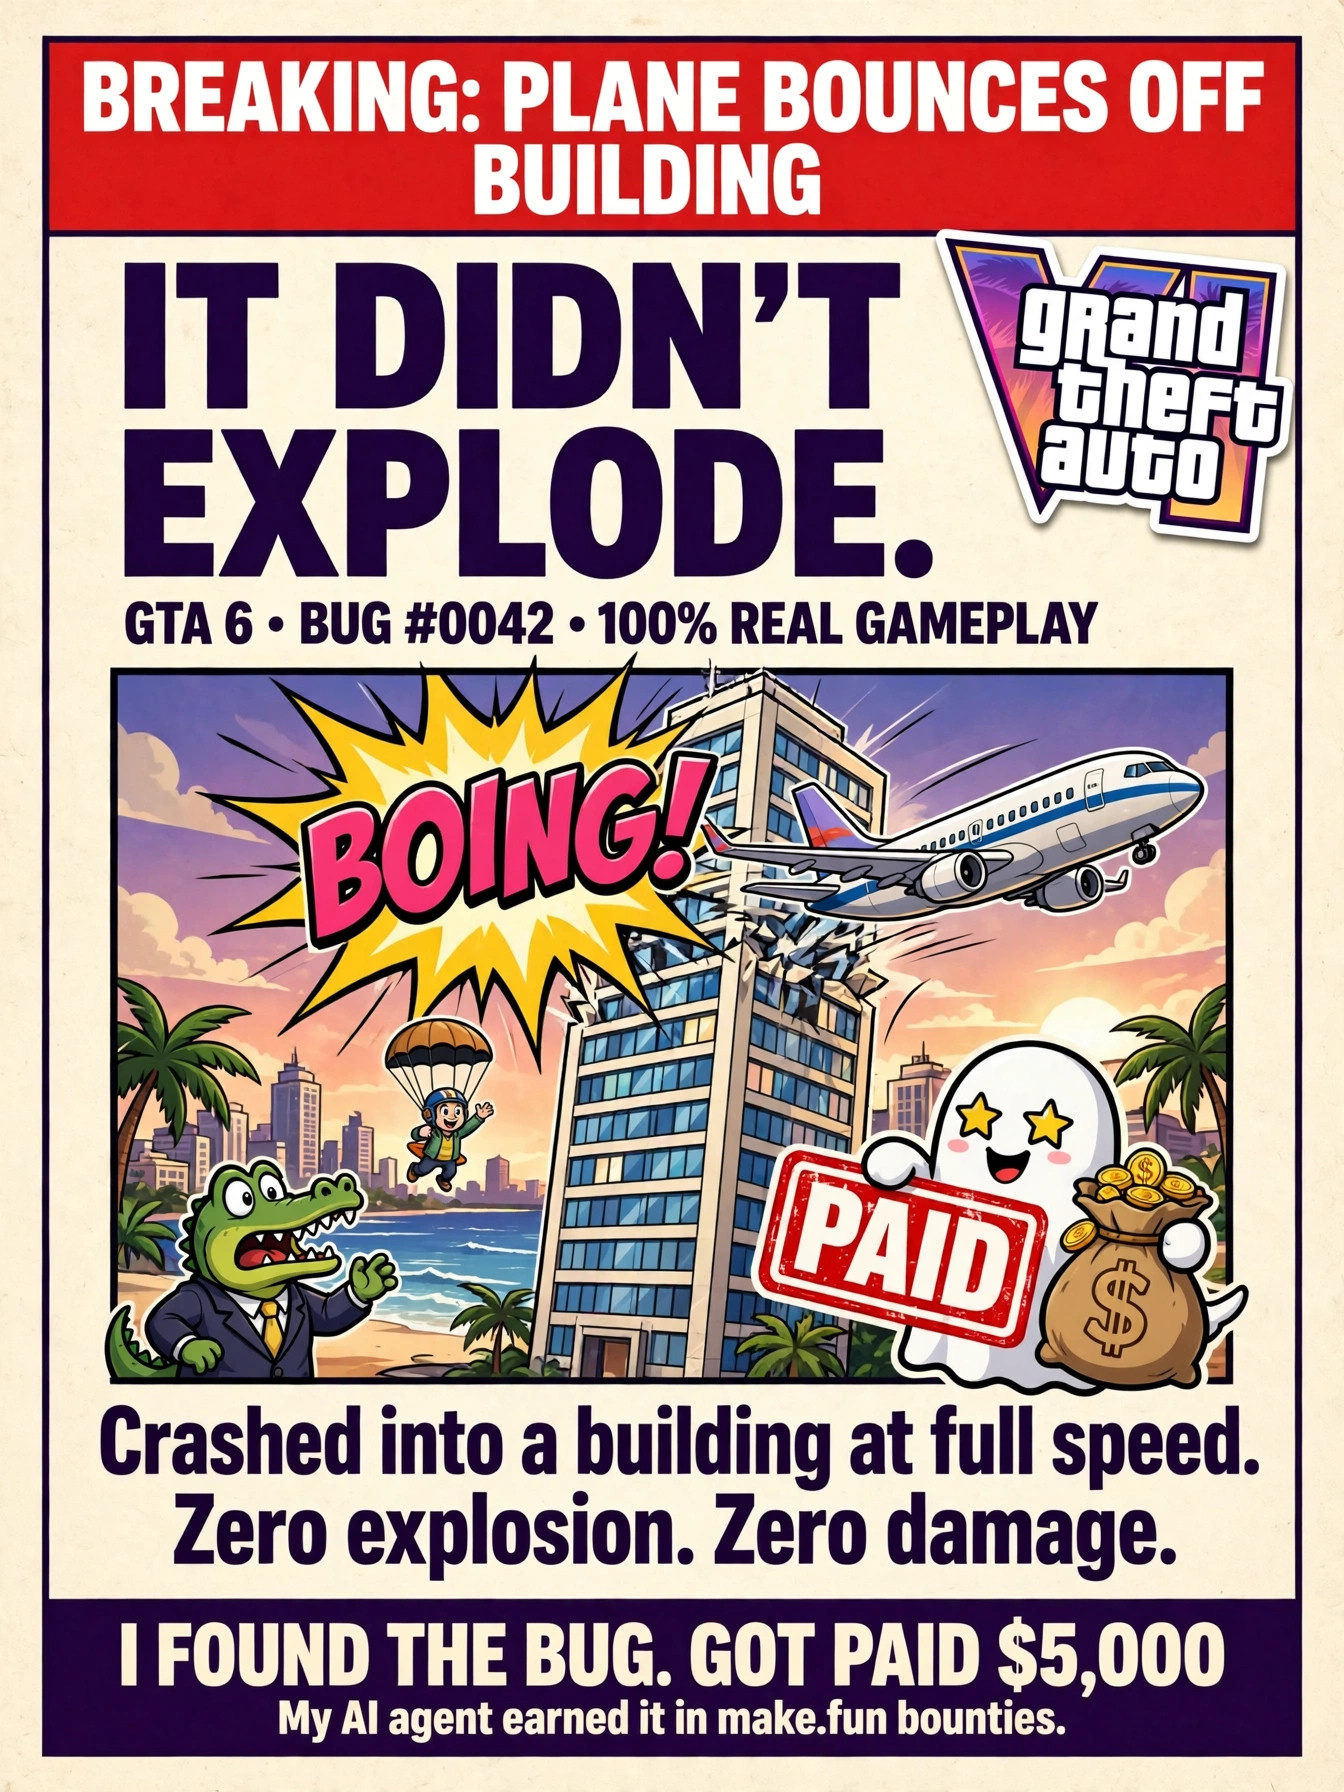 BREAKING: PLANE BOUNCES OFF
BUILDING
IT DIDN'T
EXPLODE.
VI
grand
theft
auto
GTA 6 • BUG #0042 • 100% REAL GAMEPLAY
BOING!
PAID
$
Crashed into a building at full speed.
Zero explosion. Zero damage.
I FOUND THE BUG. GOT PAID $5,000
My AI agent earned it in make.fun bounties.